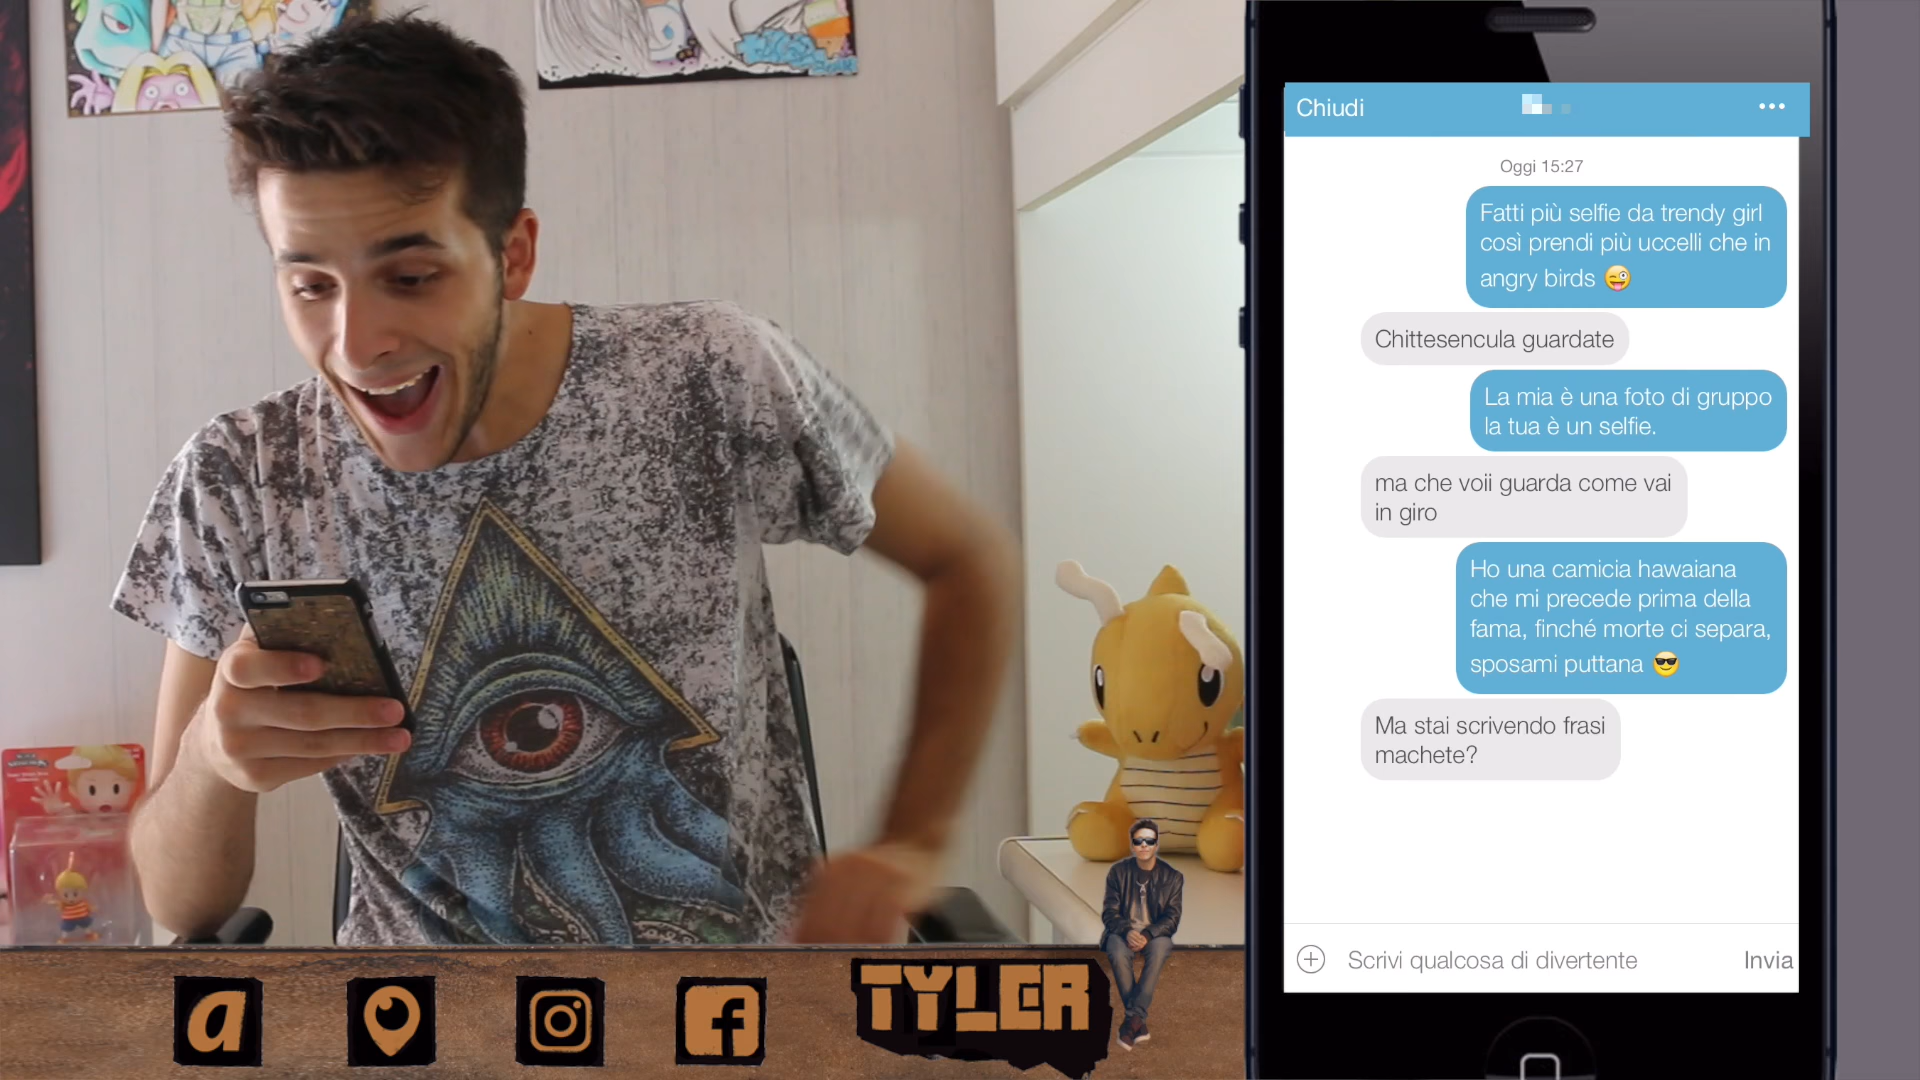 Chiudi
Oggi 15:27
Fatti più selfie da trendy girl
così prendi più uccelli che in
angry birds 😜
Chittesencula guardate
La mia è una foto di gruppo
la tua è un selfie.
ma che voii guarda come vai
in giro
Ho una camicia hawaiana
che mi precede prima della
fama, finché morte ci separa,
sposami puttana 😎
Ma stai scrivendo frasi
machete?
Scrivi qualcosa di divertente
Invia
TYLER